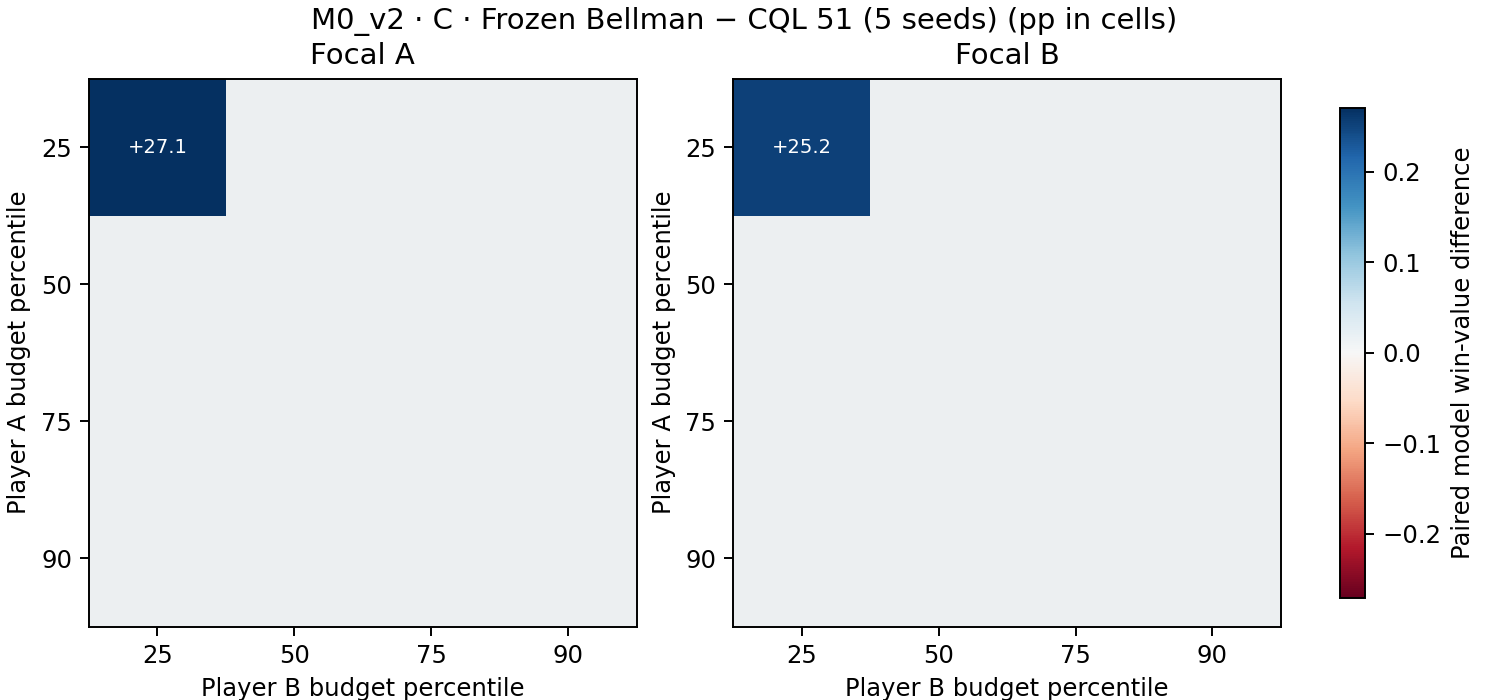 M0_v2 · C · Frozen Bellman − CQL 51 (5 seeds) (pp in cells)
Focal A
Focal B
Player A budget percentile
25
50
75
90
+27.1
25
50
75
90
Player B budget percentile
Player A budget percentile
25
50
75
90
+25.2
25
50
75
90
Player B budget percentile
0.2
0.1
0.0
−0.1
−0.2
Paired model win-value difference